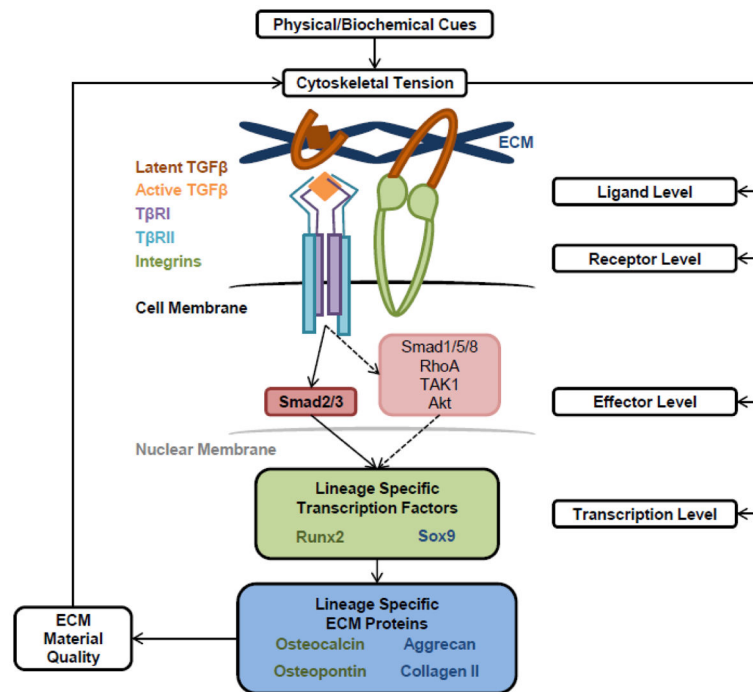 Physical/Biochemical Cues
Cytoskeletal Tension
ECM
Latent TGFβ
Active TGFβ
TβRI
TβRII
Integrins
Ligand Level
Receptor Level
Cell Membrane
Smad1/5/8
RhoA
TAK1
Akt
Smad2/3
Effector Level
Nuclear Membrane
Lineage Specific
Transcription Factors
Runx2 Sox9
Transcription Level
Lineage Specific
ECM Proteins
Osteocalcin Aggrecan
Osteopontin Collagen II
ECM
Material
Quality